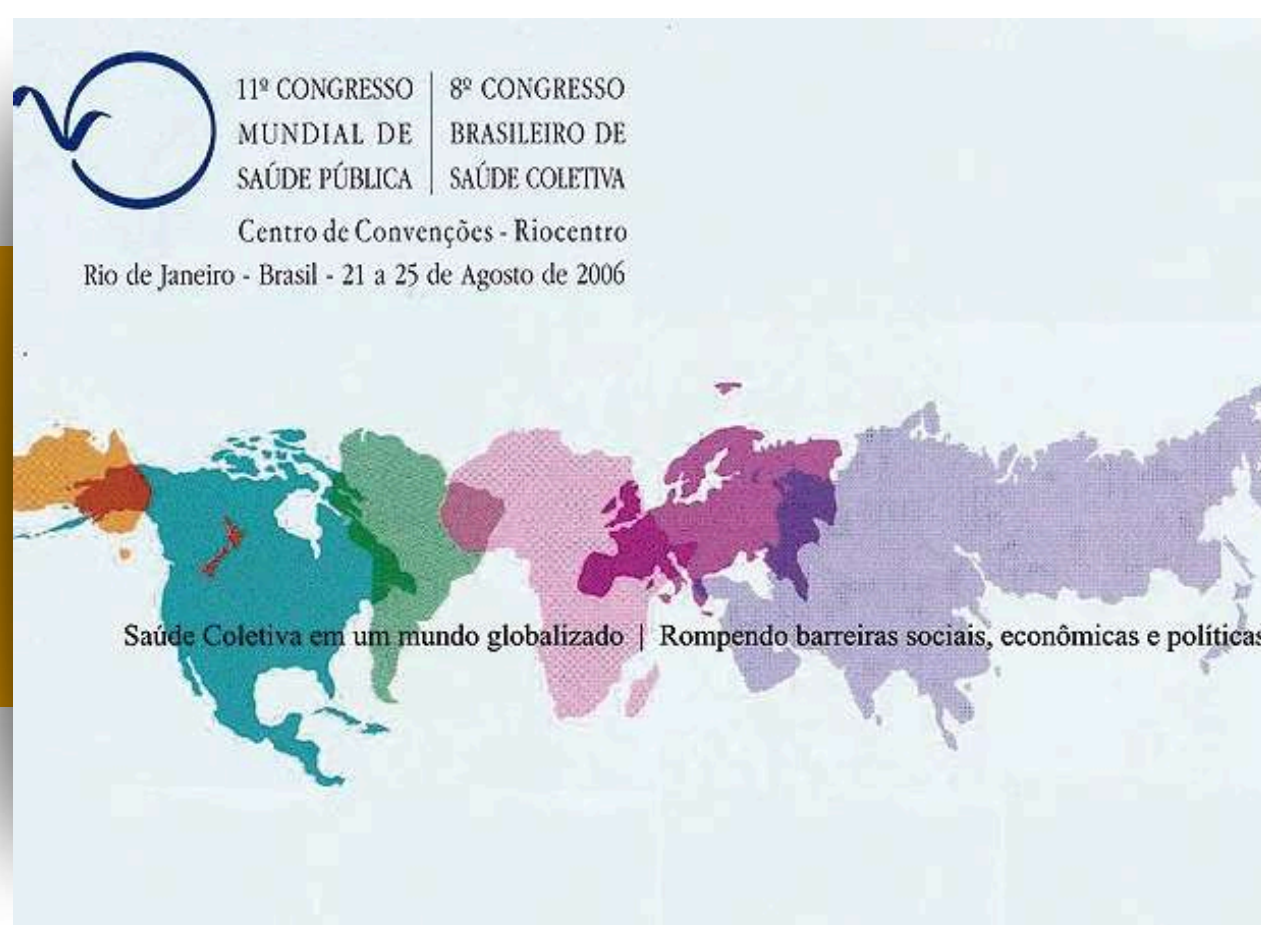 11º CONGRESSO
MUNDIAL DE
SAÚDE PÚBLICA
8º CONGRESSO
BRASILEIRO DE
SAÚDE COLETIVA
Centro de Convenções - Riocentro
Rio de Janeiro - Brasil - 21 a 25 de Agosto de 2006
Saúde Coletiva em um mundo globalizado | Rompendo barreiras sociais, econômicas e políticas